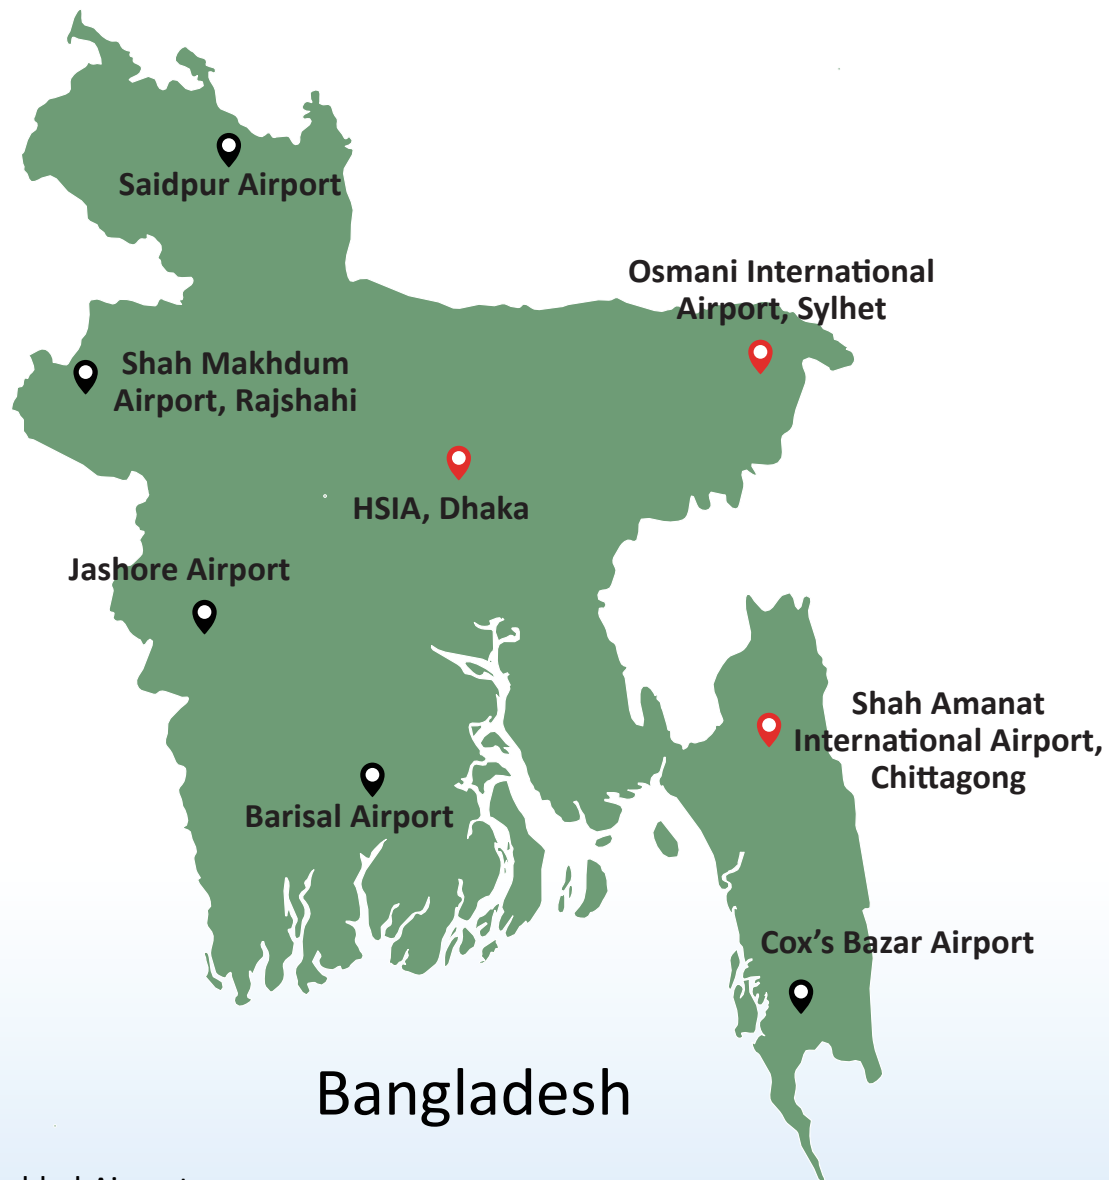 Saidpur Airport
Osmani International
Airport, Sylhet
Shah Makhdum
Airport, Rajshahi
HSIA, Dhaka
Jashore Airport
Shah Amanat
International Airport,
Chittagong
Barisal Airport
Cox’s Bazar Airport
Bangladesh